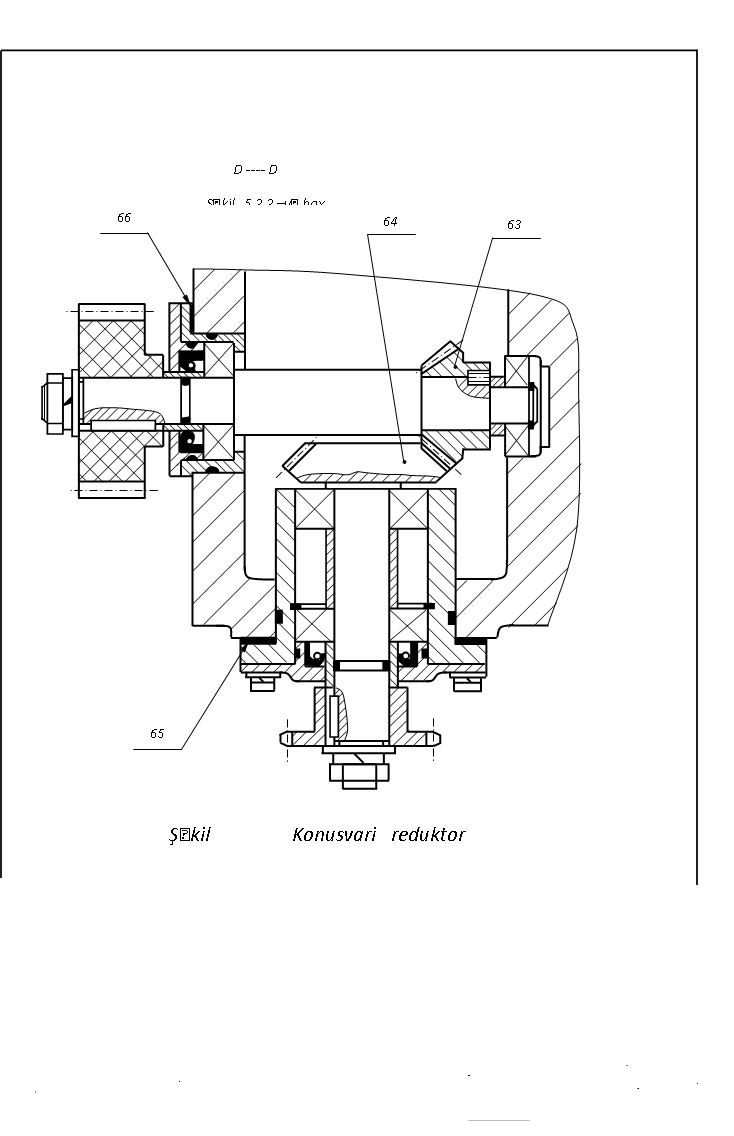 D ---- D
66
64
63
65
Konusvari reduktor